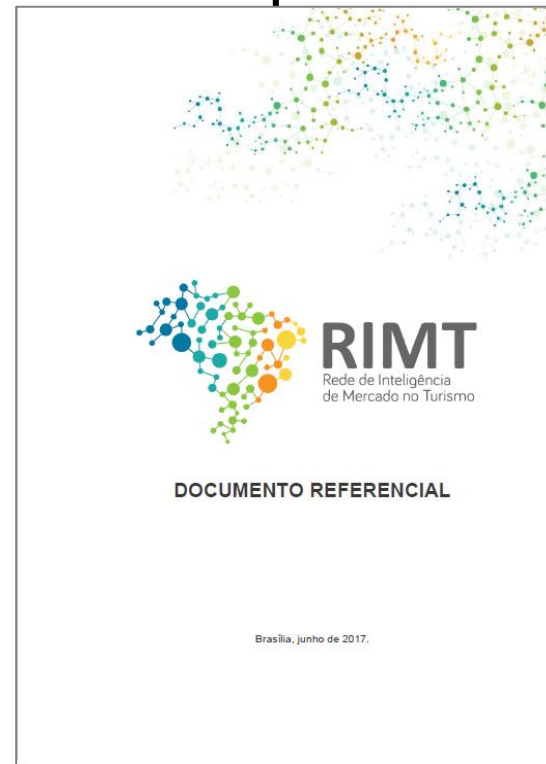 RIMT
Rede de Inteligência
de Mercado no Turismo
DOCUMENTO REFERENCIAL
Brasília, junho de 2017.